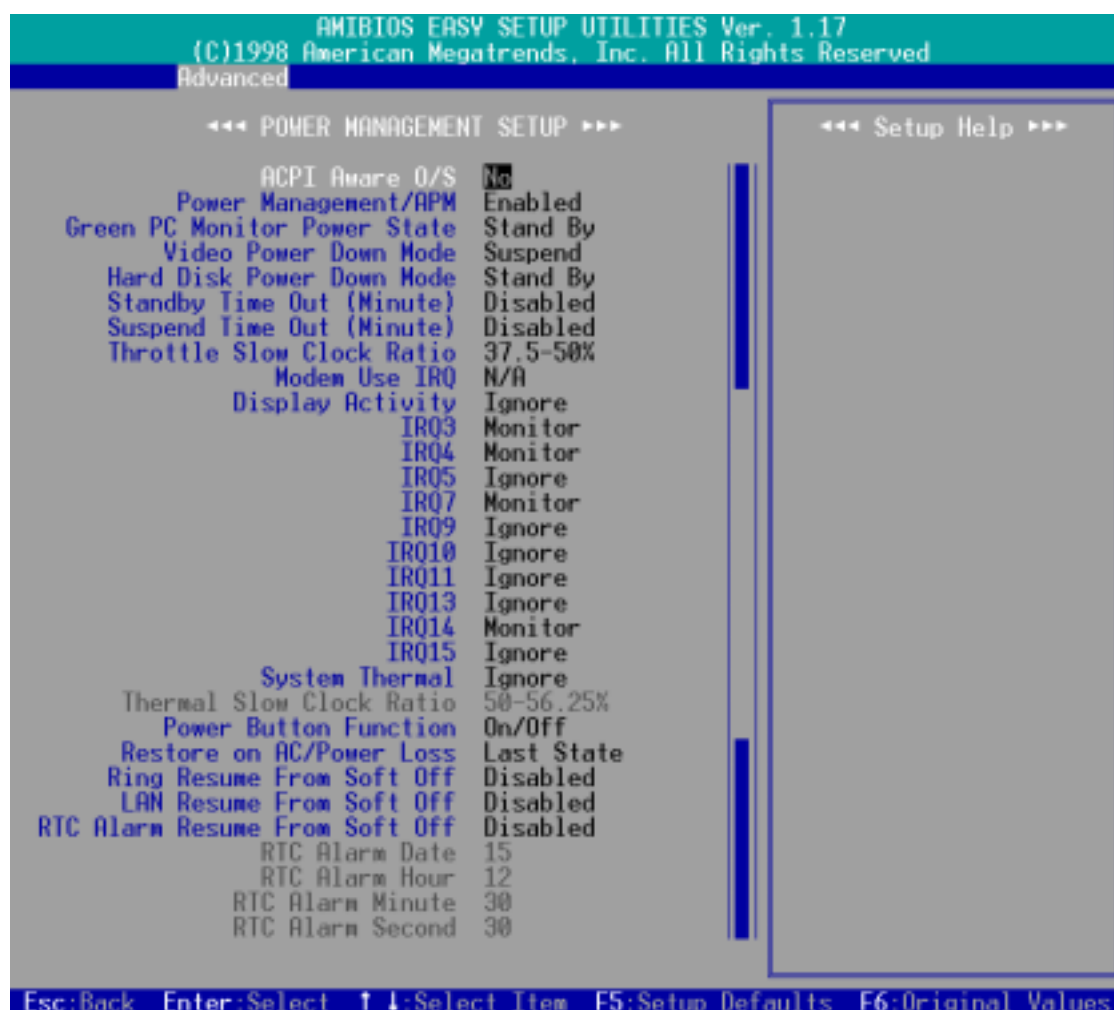 AMIBIOS EASY SETUP UTILITIES Ver. 1.17
(C)1998 American Megatrends, Inc. All Rights Reserved
Advanced
◄◄◄ POWER MANAGEMENT SETUP ►►►
◄◄◄ Setup Help ►►►
ACPI Aware O/S No
Power Management/APM Enabled
Green PC Monitor Power State Stand By
Video Power Down Mode Suspend
Hard Disk Power Down Mode Stand By
Standby Time Out (Minute) Disabled
Suspend Time Out (Minute) Disabled
Throttle Slow Clock Ratio 37.5-50%
Modem Use IRQ N/A
Display Activity Ignore
IRQ3 Monitor
IRQ4 Monitor
IRQ5 Ignore
IRQ7 Monitor
IRQ9 Ignore
IRQ10 Ignore
IRQ11 Ignore
IRQ13 Ignore
IRQ14 Monitor
IRQ15 Ignore
System Thermal Ignore
Thermal Slow Clock Ratio 50-56.25%
Power Button Function On/Off
Restore on AC/Power Loss Last State
Ring Resume From Soft Off Disabled
LAN Resume From Soft Off Disabled
RTC Alarm Resume From Soft Off Disabled
RTC Alarm Date 15
RTC Alarm Hour 12
RTC Alarm Minute 30
RTC Alarm Second 30
Esc:Back Enter:Select ↑↓:Select Item F5:Setup Defaults F6:Original Values